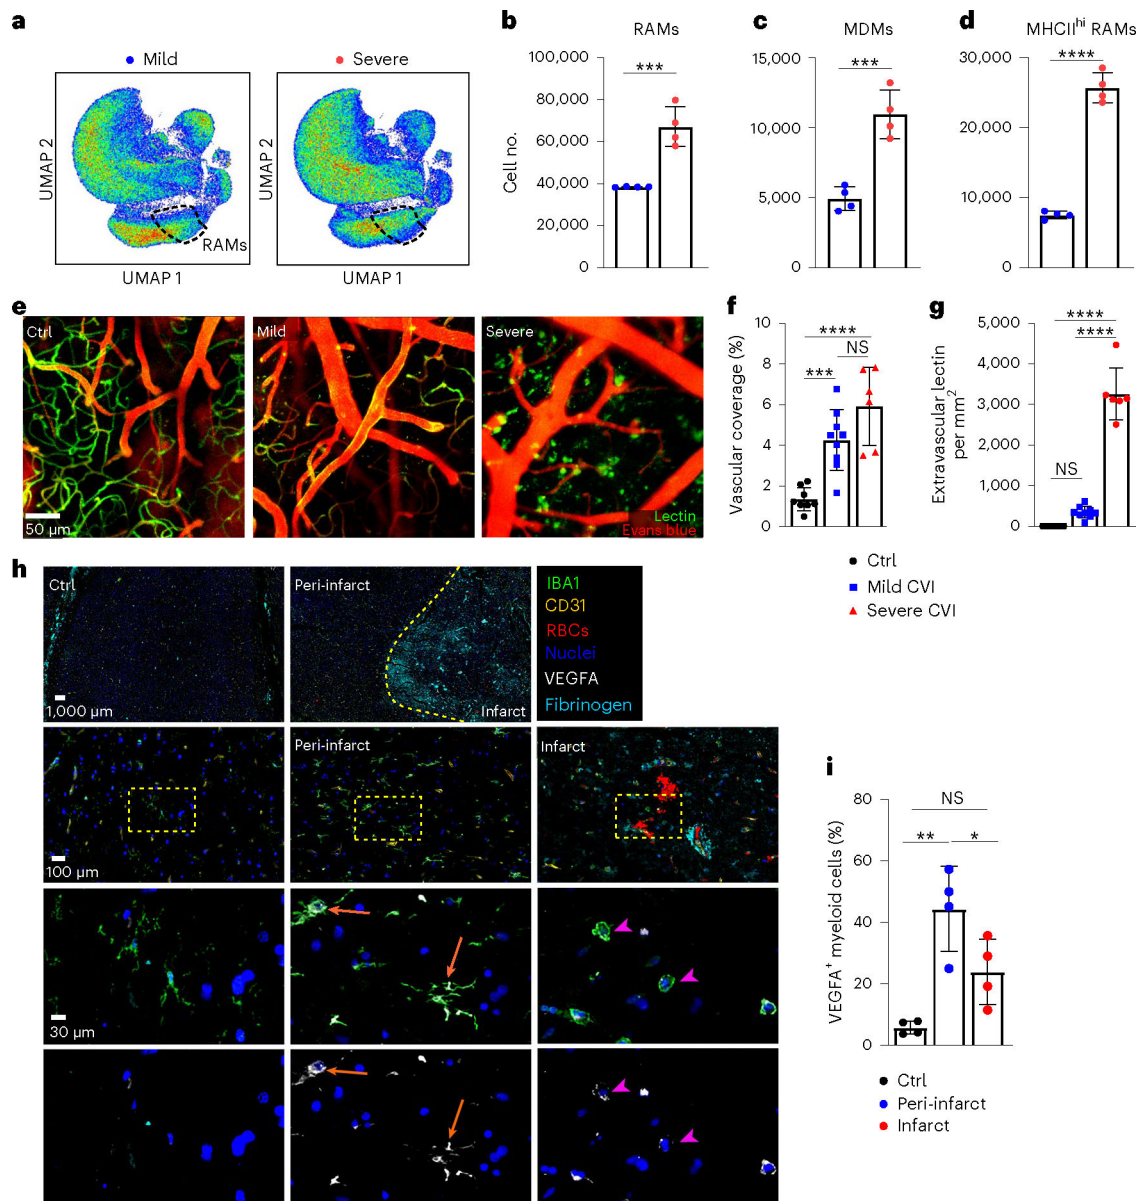 a
Mild
Severe
UMAP 2
UMAP 1
RAMs
UMAP 2
UMAP 1
b
RAMs
***
Cell no.
100,000
80,000
60,000
40,000
20,000
0
c
MDMs
***
15,000
10,000
5,000
0
d
MHCII^hi RAMs
****
30,000
20,000
10,000
0
e
Ctrl
50 µm
Mild
Severe
Lectin
Evans blue
f
Vascular coverage (%)
10
8
6
4
2
0
****
NS
***
g
Extravascular lectin
per mm²
5,000
4,000
3,000
2,000
1,000
0
****
****
NS
Ctrl
Mild CVI
Severe CVI
h
Ctrl
1,000 µm
Peri-infarct
Infarct
IBA1
CD31
RBCs
Nuclei
VEGFA
Fibrinogen
100 µm
Peri-infarct
Infarct
30 µm
i
VEGFA⁺ myeloid cells (%)
80
60
40
20
0
NS
**
*
Ctrl
Peri-infarct
Infarct